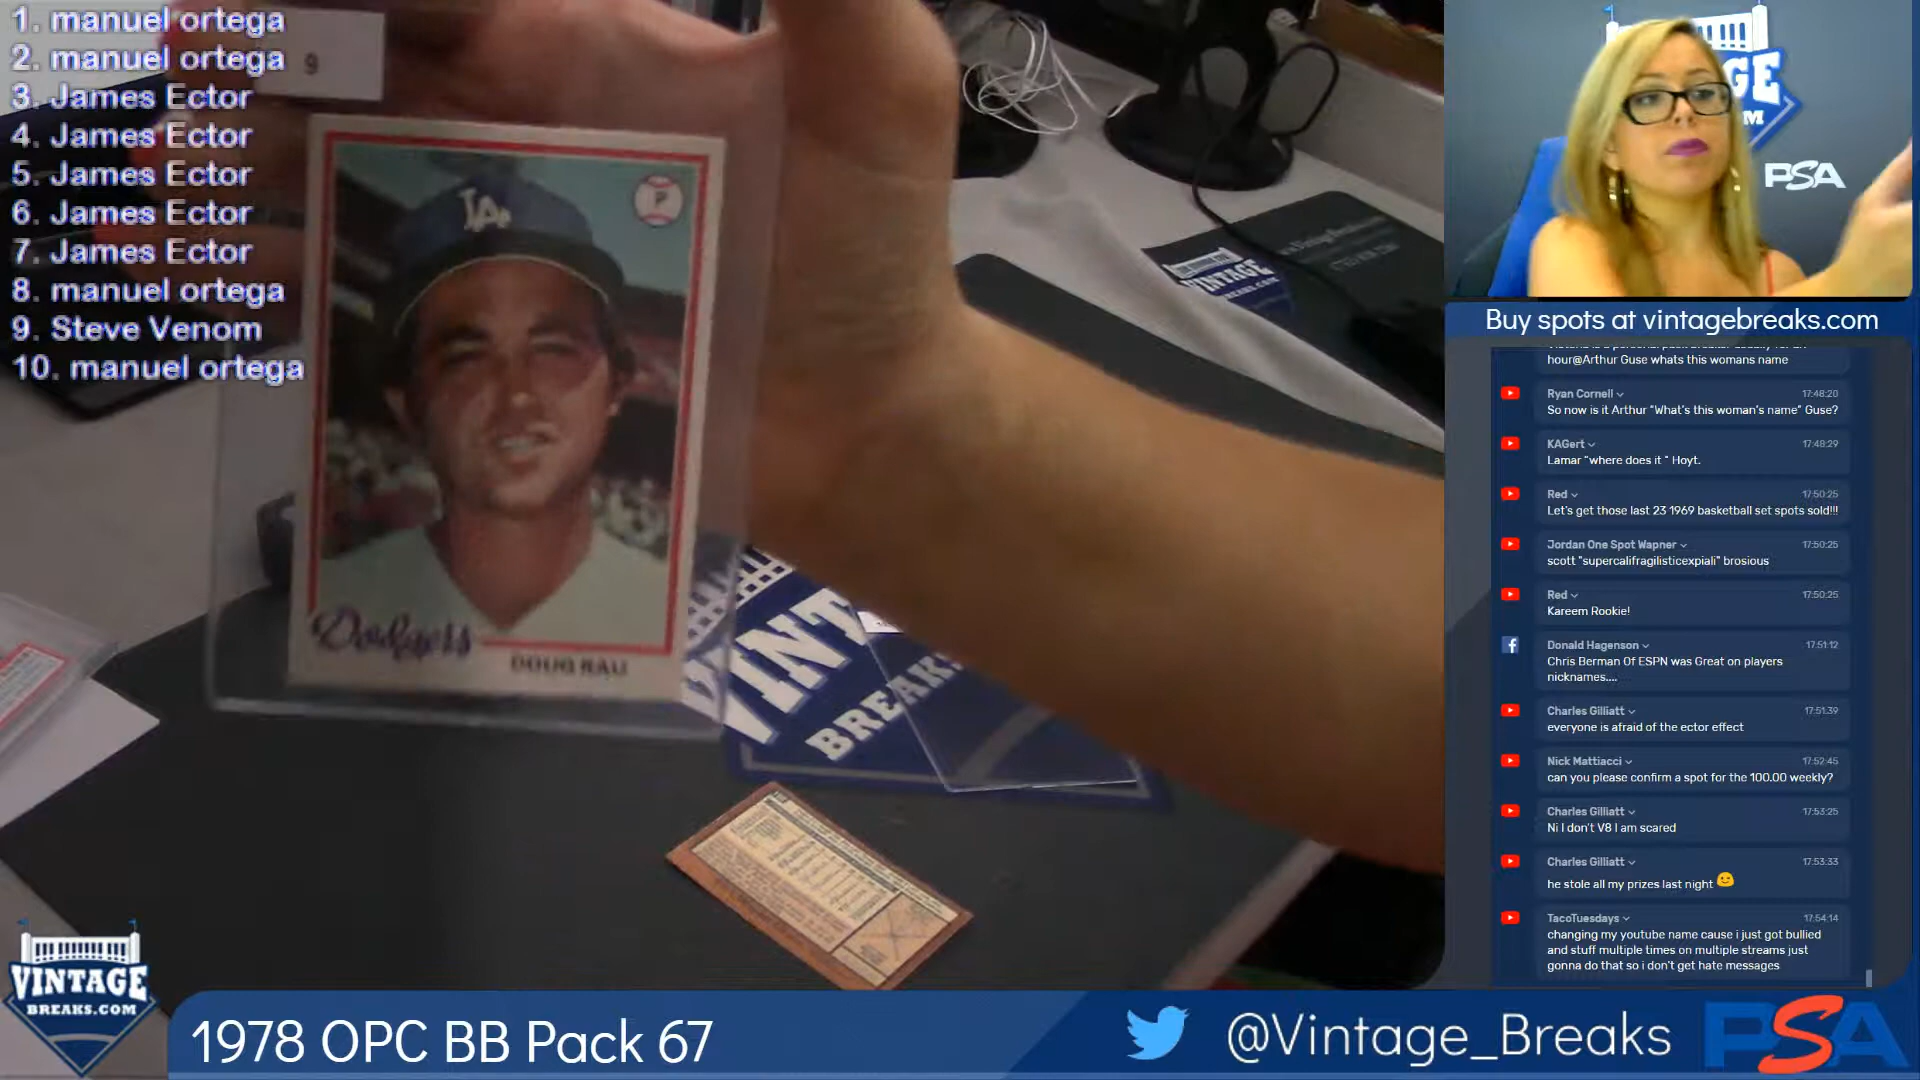 1. manuel ortega
2. manuel ortega
3. James Ector
4. James Ector
5. James Ector
6. James Ector
7. James Ector
8. manuel ortega
9. Steve Venom
10. manuel ortega
9
LA
P
Dodgers
DOUG RAU
VINTAGE
BREAKS.COM
VINT
BREAK
GE
M
PSA
Buy spots at vintagebreaks.com
hour@Arthur Guse whats this womans name
Ryan Cornell 17:48:20
So now is it Arthur "What's this woman's name" Guse?
KAGert 17:48:29
Lamar "where does it " Hoyt.
Red 17:50:25
Let's get those last 23 1969 basketball set spots sold!!!
Jordan One Spot Wapner 17:50:25
scott "supercalifragilisticexpiali" brosious
Red 17:50:25
Kareem Rookie!
Donald Hagenson 17:51:12
Chris Berman Of ESPN was Great on players
nicknames....
Charles Gilliatt 17:51:39
everyone is afraid of the ector effect
Nick Mattiacci 17:52:45
can you please confirm a spot for the 100.00 weekly?
Charles Gilliatt 17:53:25
Ni I don't V8 I am scared
Charles Gilliatt 17:53:33
he stole all my prizes last night
TacoTuesdays 17:54:14
changing my youtube name cause i just got bullied
and stuff multiple times on multiple streams just
gonna do that so i don't get hate messages
VINTAGE
BREAKS.COM
1978 OPC BB Pack 67
@Vintage_Breaks
PSA